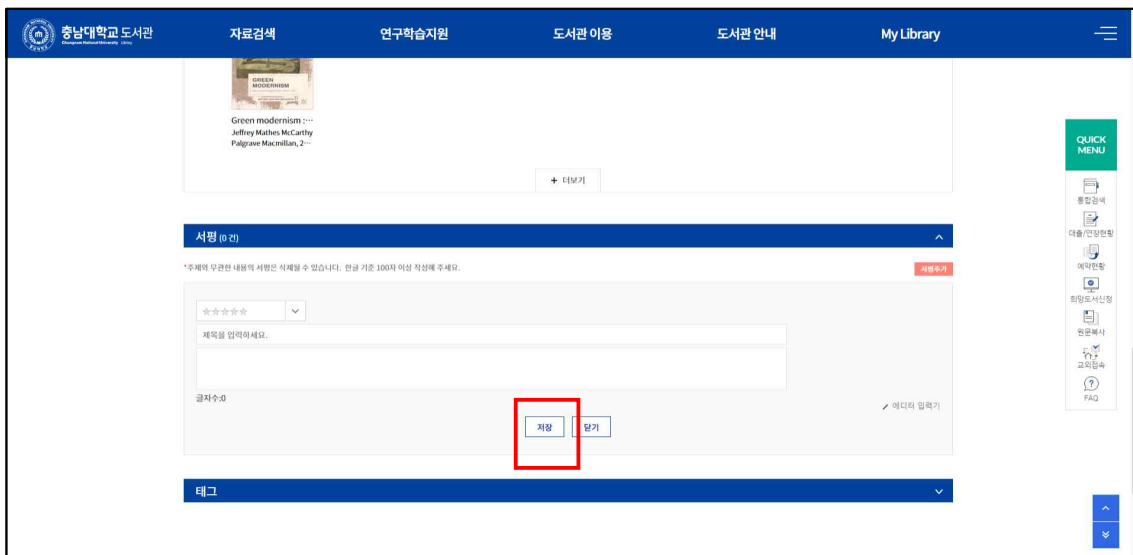 충남대학교 도서관
Chungnam National University Library
자료검색
연구학습지원
도서관 이용
도서관 안내
My Library
GREEN
MODERNISM
Green modernism :…
Jeffrey Mathes McCarthy
Palgrave Macmillan, 2…
+ 더보기
서평 (0 건)
*주제와 무관한 내용의 서평은 삭제될 수 있습니다. 한글 기준 100자 이상 작성해 주세요.
서평추가
☆☆☆☆☆
제목을 입력하세요.
글자수:0
에디터 입력기
저장
닫기
태그
QUICK
MENU
통합검색
대출/연장현황
예약현황
희망도서신청
원문복사
교외접속
FAQ